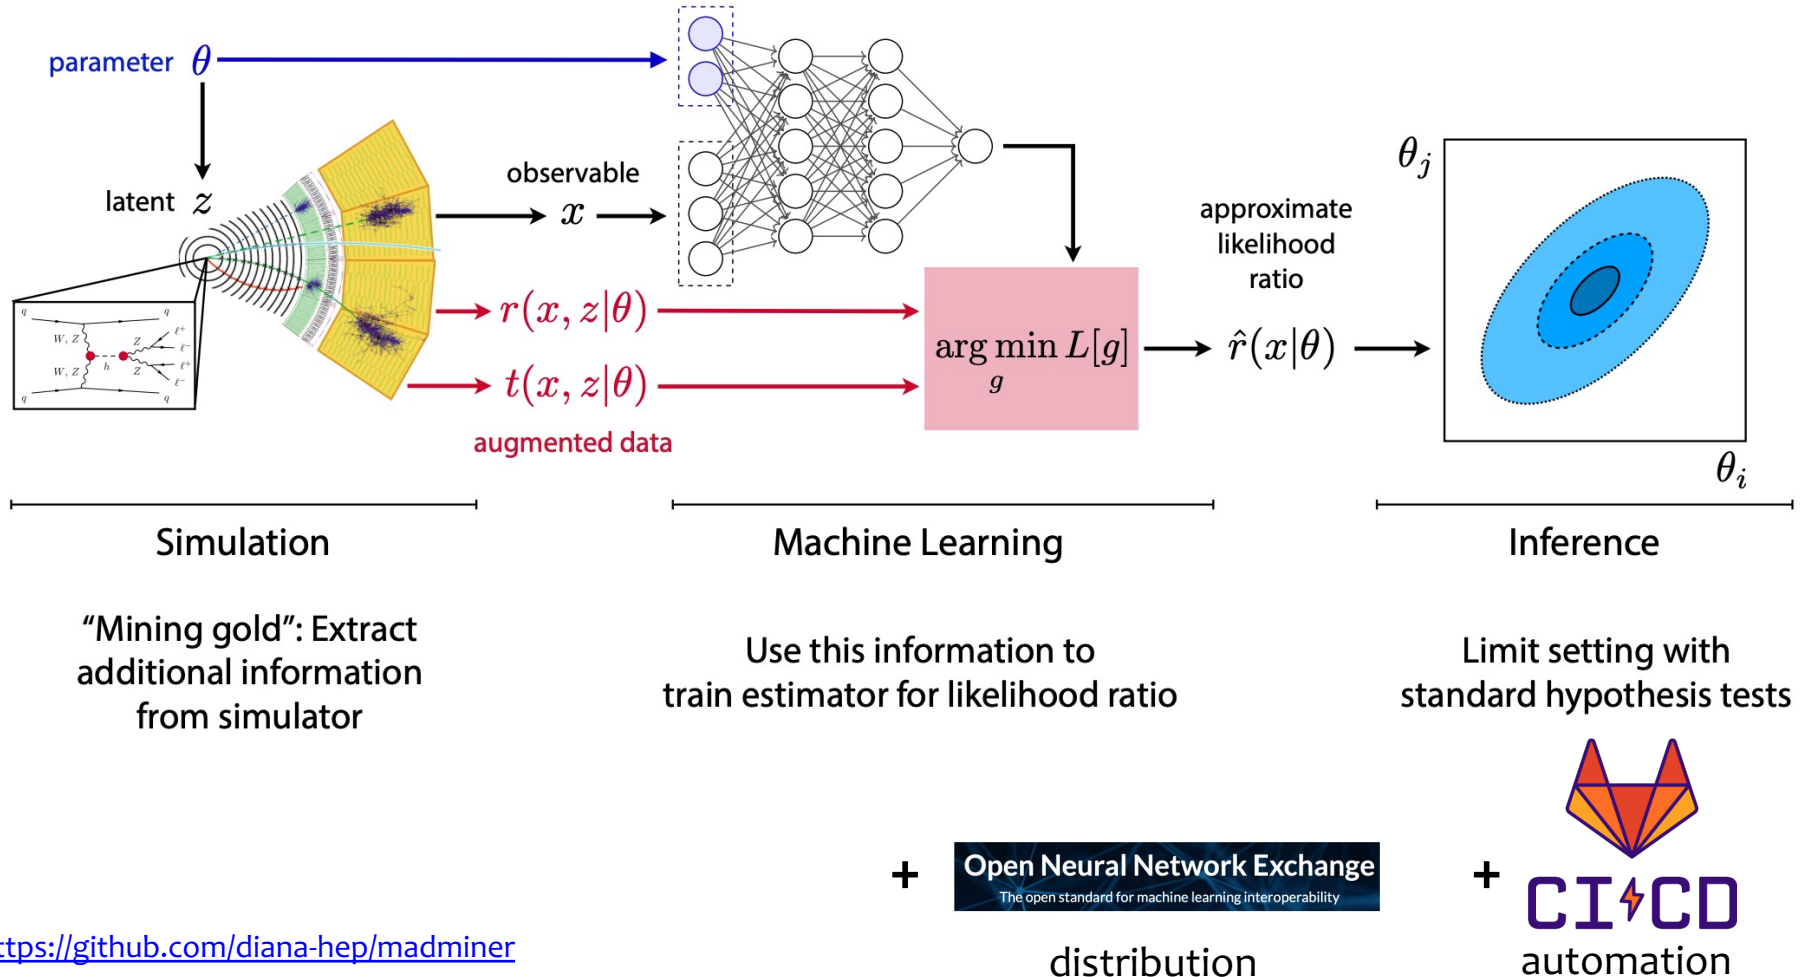 parameter θ
latent z
observable
x
r(x, z|θ)
t(x, z|θ)
augmented data
q
q
W, Z
W, Z
h
Z
Z
ℓ+
ℓ−
ℓ+
ℓ−
q
q
arg min L[g]
g
approximate
likelihood
ratio
r̂(x|θ)
θj
θi
Simulation
Machine Learning
Inference
“Mining gold”: Extract
additional information
from simulator
Use this information to
train estimator for likelihood ratio
Limit setting with
standard hypothesis tests
+
Open Neural Network Exchange
The open standard for machine learning interoperability
distribution
+
CI CD
automation
ttps://github.com/diana-hep/madminer